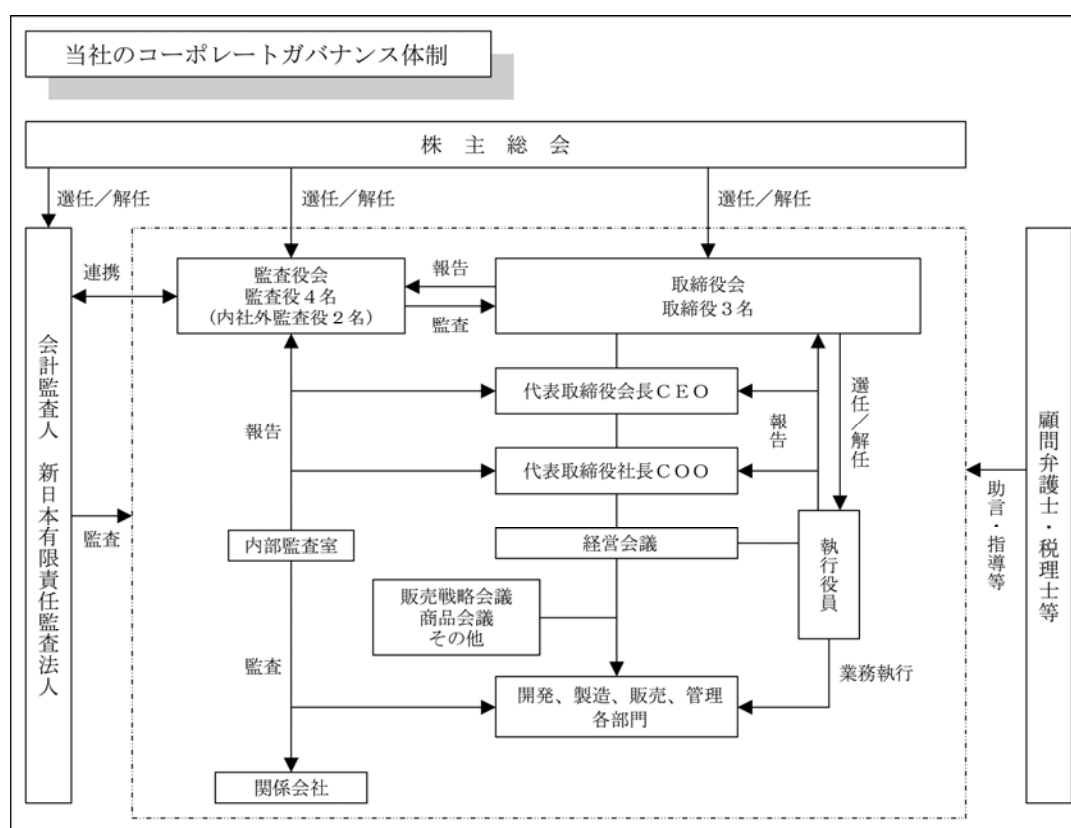 当社のコーポレートガバナンス体制
株主総会
選任／解任
選任／解任
選任／解任
連携
監査役会
監査役４名
（内社外監査役２名）
報告
監査
取締役会
取締役３名
会計監査人　新日本有限責任監査法人
代表取締役会長ＣＥＯ
報告
報告
選任／解任
代表取締役社長ＣＯＯ
顧問弁護士・税理士等
助言・指導等
監査
内部監査室
経営会議
執行役員
販売戦略会議
商品会議
その他
監査
業務執行
開発、製造、販売、管理
各部門
関係会社